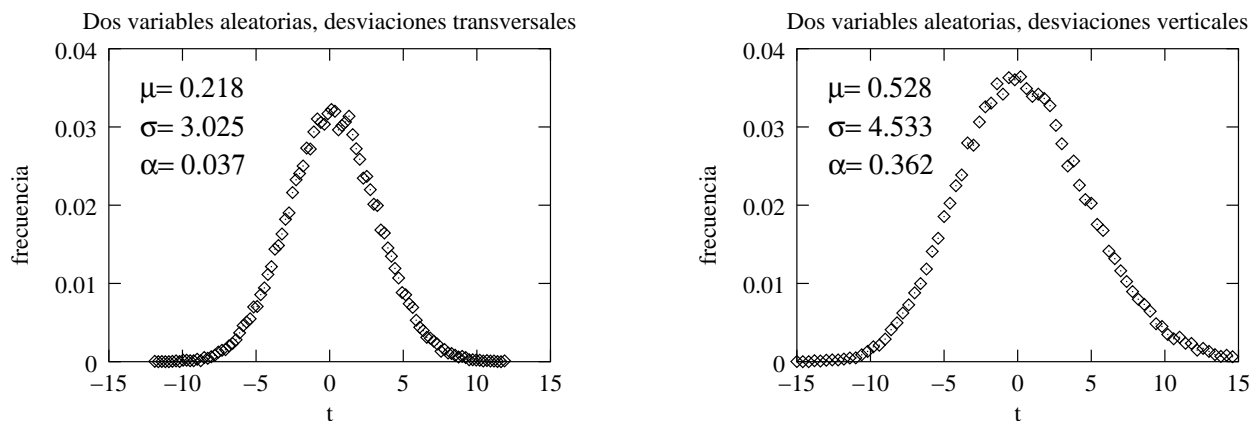 Dos variables aleatorias, desviaciones transversales
0.04
0.03
0.02
0.01
0
frecuencia
μ= 0.218
σ= 3.025
α= 0.037
−15 −10 −5 0 5 10 15
t
Dos variables aleatorias, desviaciones verticales
0.04
0.03
0.02
0.01
0
frecuencia
μ= 0.528
σ= 4.533
α= 0.362
−15 −10 −5 0 5 10 15
t